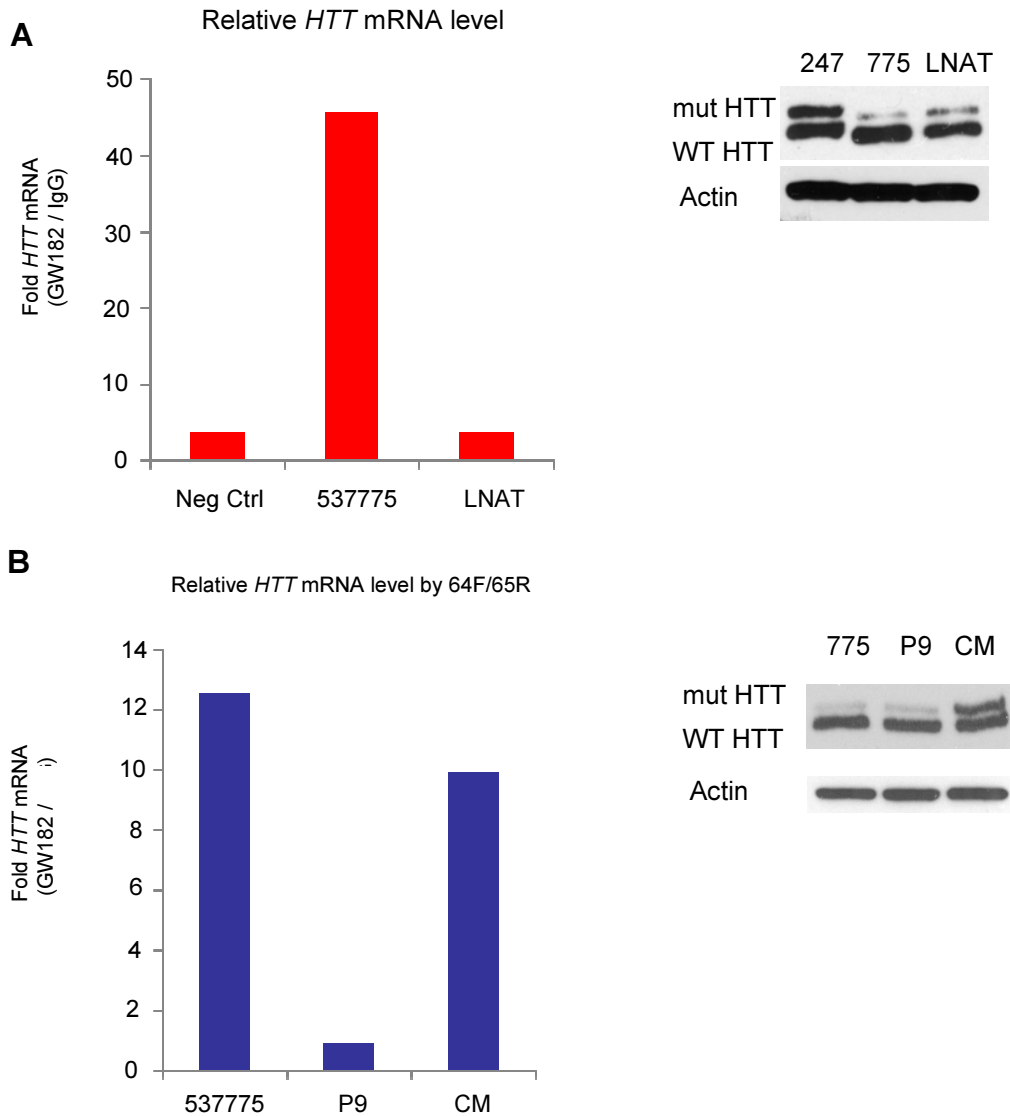 A
Relative HTT mRNA level
Fold HTT mRNA
(GW182 / IgG)
50
40
30
20
10
0
Neg Ctrl 537775 LNAT
247 775 LNAT
mut HTT
WT HTT
Actin
B
Relative HTT mRNA level by 64F/65R
Fold HTT mRNA
(GW182 / )
14
12
10
8
6
4
2
0
537775 P9 CM
775 P9 CM
mut HTT
WT HTT
Actin